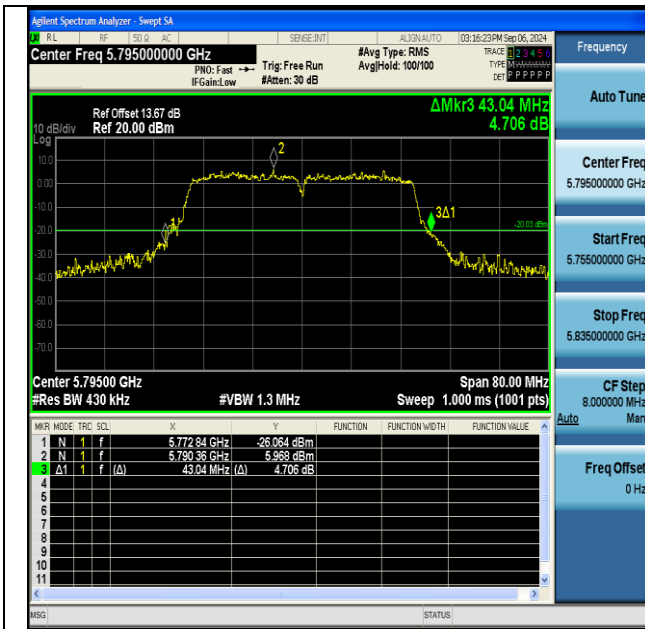 Agilent Spectrum Analyzer - Swept SA
RL RF 50 Ω AC SENSE:INT ALIGN AUTO 03:16:23 PM Sep 06, 2024
Center Freq 5.795000000 GHz #Avg Type: RMS TRACE 1 2 3 4 5 6
PNO: Fast Trig: Free Run Avg|Hold: 100/100 TYPE M
IFGain:Low #Atten: 30 dB DET P P P P P P
Frequency
Auto Tune
Center Freq
5.795000000 GHz
Start Freq
5.755000000 GHz
Stop Freq
5.835000000 GHz
CF Step
8.000000 MHz
Auto Man
Freq Offset
0 Hz
ΔMkr3 43.04 MHz
4.706 dB
Ref Offset 13.67 dB
10 dB/div Ref 20.00 dBm
Log
10.0
0.00
-10.0
-20.0
-30.0
-40.0
-50.0
-60.0
-70.0
2
1
3Δ1
-20.03 dBm
Center 5.79500 GHz Span 80.00 MHz
#Res BW 430 kHz #VBW 1.3 MHz Sweep 1.000 ms (1001 pts)
MKR MODE TRC SCL X Y FUNCTION FUNCTION WIDTH FUNCTION VALUE
1 N 1 f 5.772 84 GHz -26.064 dBm
2 N 1 f 5.790 36 GHz 5.968 dBm
3 Δ1 1 f (Δ) 43.04 MHz (Δ) 4.706 dB
4
5
6
7
8
9
10
11
MSG STATUS